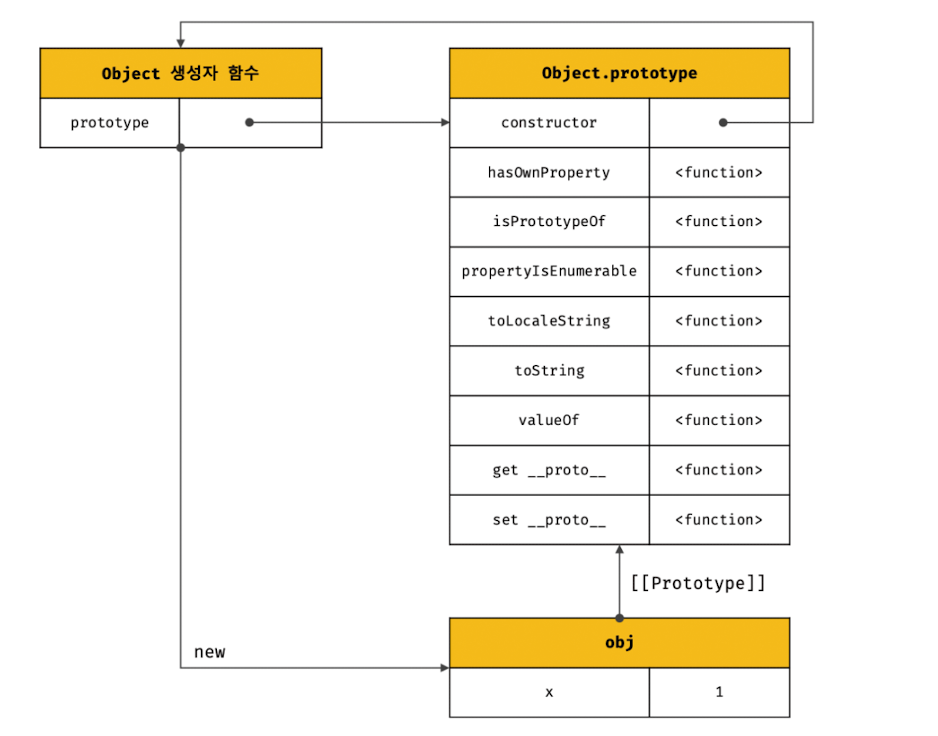 Object 생성자 함수
prototype
Object.prototype
constructor
hasOwnProperty <function>
isPrototypeOf <function>
propertyIsEnumerable <function>
toLocaleString <function>
toString <function>
valueOf <function>
get __proto__ <function>
set __proto__ <function>
[[Prototype]]
new
obj
x 1